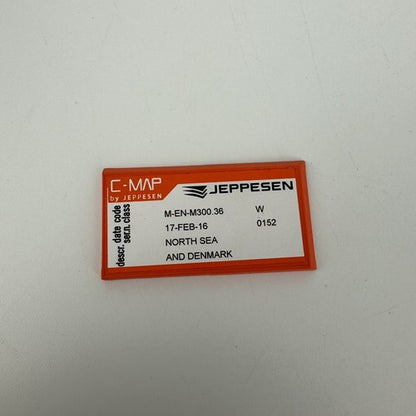 C-MAP
by JEPPESEN
JEPPESEN
descr. date code
ser.n. class
M-EN-M300.36 W
17-FEB-16 0152
NORTH SEA
AND DENMARK